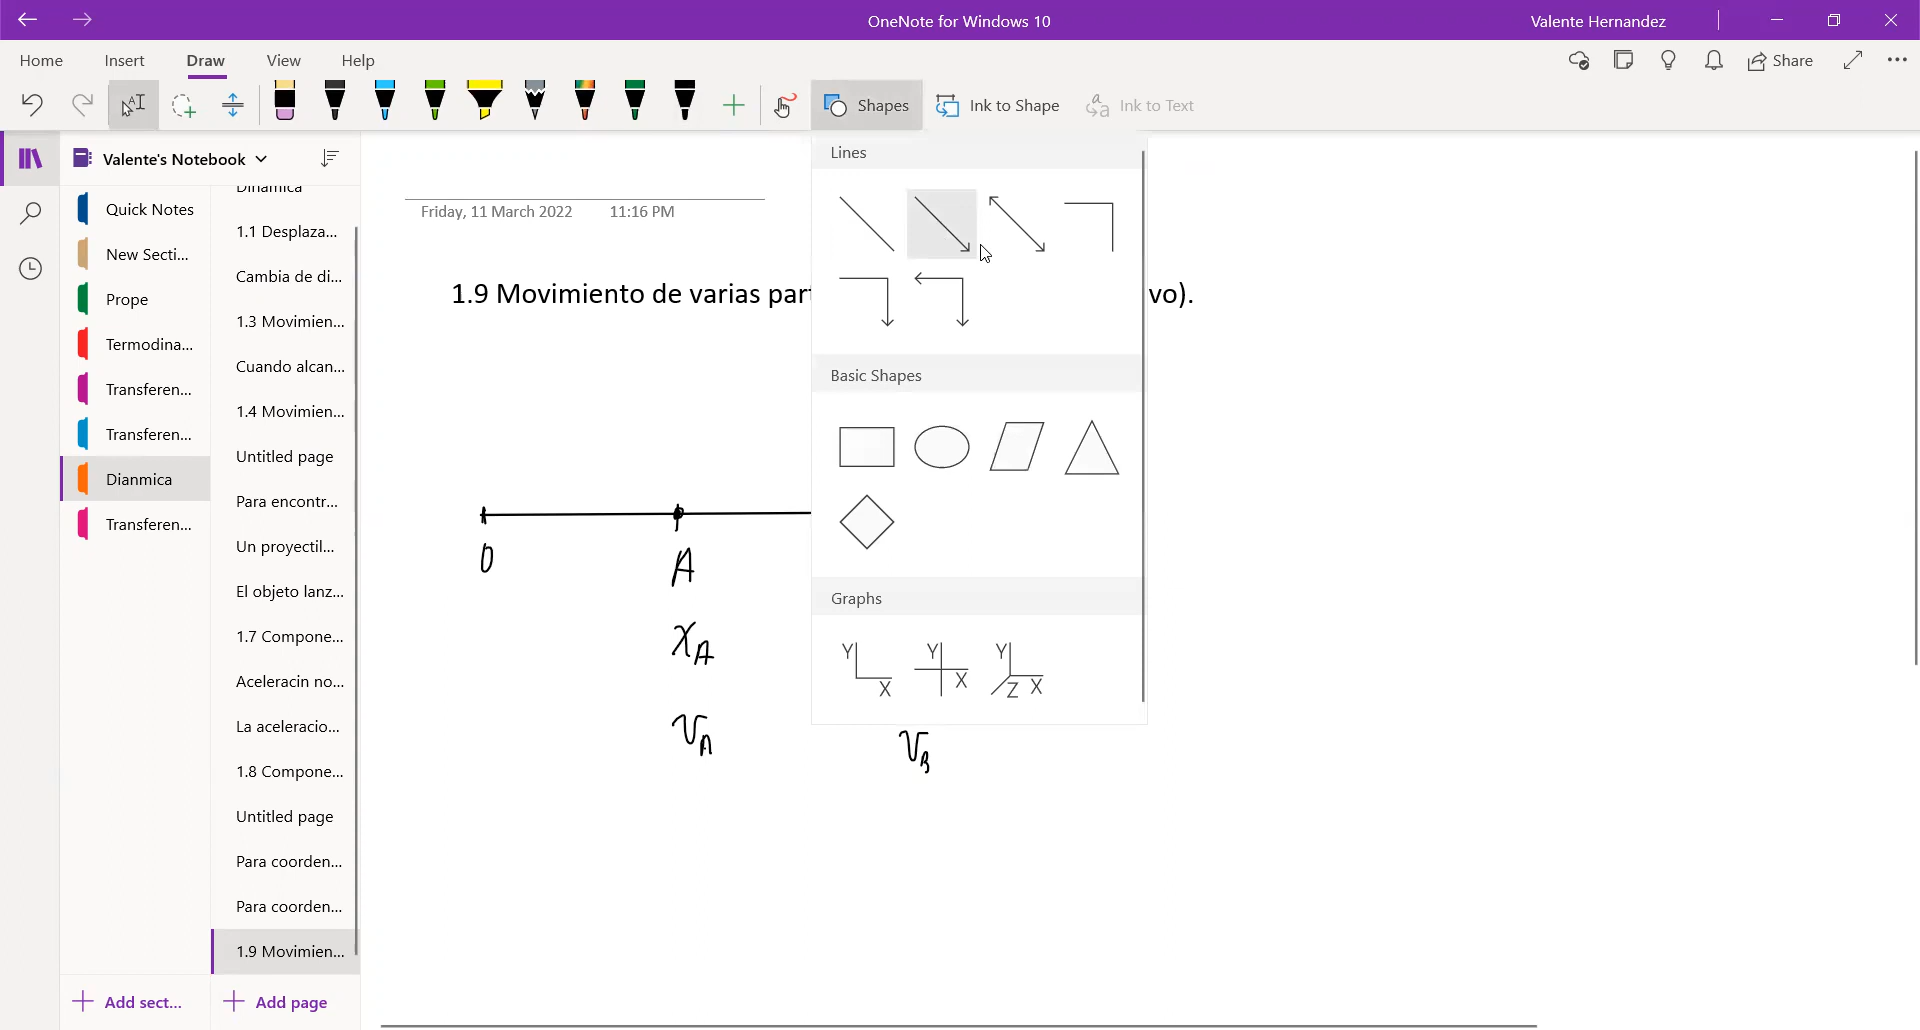 OneNote for Windows 10
Valente Hernandez
Home Insert Draw View Help
Share
Shapes Ink to Shape Ink to Text
Valente's Notebook
Quick Notes
New Secti...
Prope
Termodina...
Transferen...
Transferen...
Dianmica
Transferen...
Add sect...
Dinamica
1.1 Desplaza...
Cambia de di...
1.3 Movimien...
Cuando alcan...
1.4 Movimien...
Untitled page
Para encontr...
Un proyectil...
El objeto lanz...
1.7 Compone...
Aceleracin no...
La aceleracio...
1.8 Compone...
Untitled page
Para coorden...
Para coorden...
1.9 Movimien...
Add page
Friday, 11 March 2022 11:16 PM
1.9 Movimiento de varias part
vo).
0 A
xA
vA
vB
Lines
Basic Shapes
Graphs
Y X
Y X
Y Z X